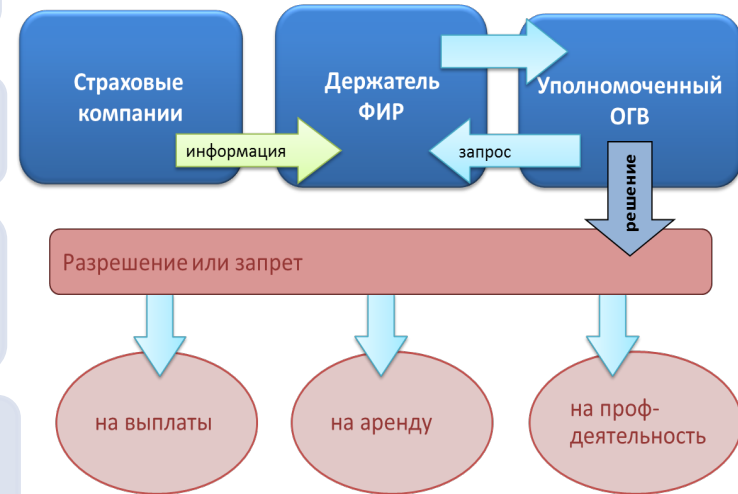 Страховые
компании
Держатель
ФИР
Уполномоченный
ОГВ
информация
запрос
решение
Разрешение или запрет
на выплаты
на аренду
на проф-
деятельность